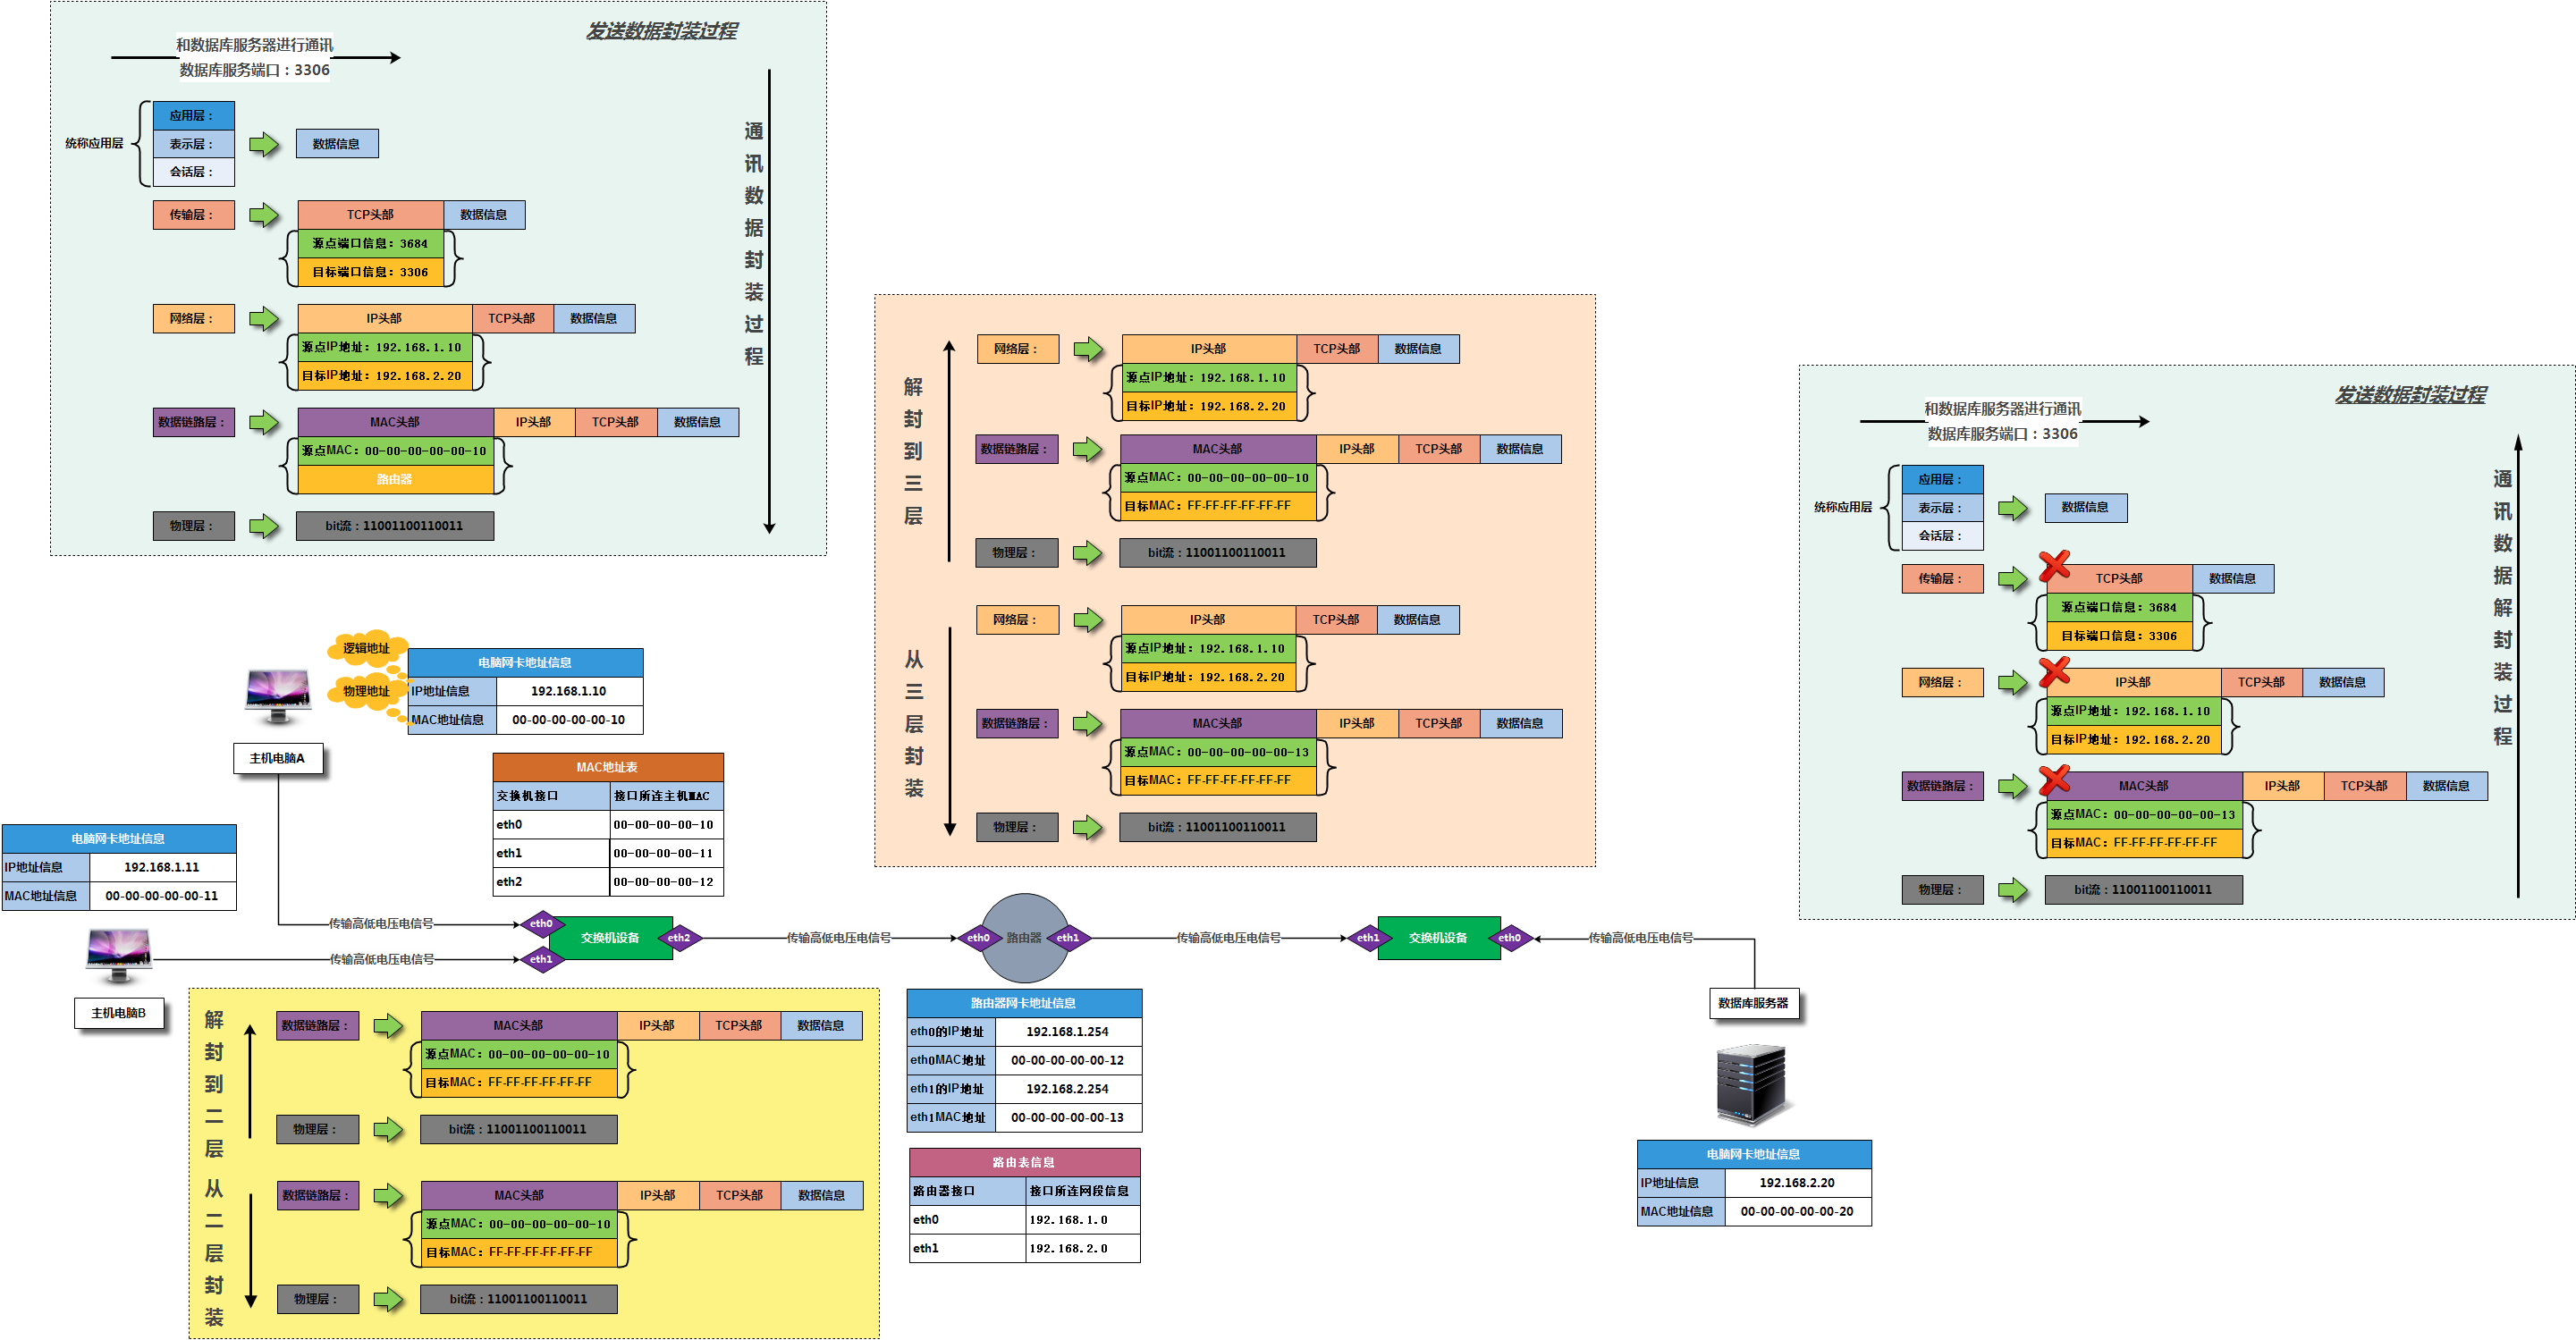 发送数据封装过程
和数据库服务器进行通讯
数据库服务端口：3306
统称应用层
应用层：
表示层：
会话层：
数据信息
传输层：
TCP头部 数据信息
源点端口信息：3684
目标端口信息：3306
网络层：
IP头部 TCP头部 数据信息
源点IP地址：192.168.1.10
目标IP地址：192.168.2.20
数据链路层：
MAC头部 IP头部 TCP头部 数据信息
源点MAC：00-00-00-00-00-10
路由器
物理层：
bit流：11001100110011
通讯数据封装过程
解封到三层
网络层：
IP头部 TCP头部 数据信息
源点IP地址：192.168.1.10
目标IP地址：192.168.2.20
数据链路层：
MAC头部 IP头部 TCP头部 数据信息
源点MAC：00-00-00-00-00-10
目标MAC：FF-FF-FF-FF-FF-FF
物理层：
bit流：11001100110011
从三层封装
网络层：
IP头部 TCP头部 数据信息
源点IP地址：192.168.1.10
目标IP地址：192.168.2.20
数据链路层：
MAC头部 IP头部 TCP头部 数据信息
源点MAC：00-00-00-00-00-13
目标MAC：FF-FF-FF-FF-FF-FF
物理层：
bit流：11001100110011
发送数据封装过程
和数据库服务器进行通讯
数据库服务端口：3306
统称应用层
应用层：
表示层：
会话层：
数据信息
传输层：
TCP头部 数据信息
源点端口信息：3684
目标端口信息：3306
网络层：
IP头部 TCP头部 数据信息
源点IP地址：192.168.1.10
目标IP地址：192.168.2.20
数据链路层：
MAC头部 IP头部 TCP头部 数据信息
源点MAC：00-00-00-00-00-13
目标MAC：FF-FF-FF-FF-FF-FF
物理层：
bit流：11001100110011
通讯数据解封装过程
逻辑地址
物理地址
电脑网卡地址信息
IP地址信息 192.168.1.10
MAC地址信息 00-00-00-00-00-10
主机电脑A
MAC地址表
交换机接口 接口所连主机MAC
eth0 00-00-00-00-00-10
eth1 00-00-00-00-00-11
eth2 00-00-00-00-00-12
电脑网卡地址信息
IP地址信息 192.168.1.11
MAC地址信息 00-00-00-00-00-11
主机电脑B
传输高低电压电信号
传输高低电压电信号
eth0
eth1
交换机设备
eth2
传输高低电压电信号
eth0
路由器
eth1
传输高低电压电信号
eth1
交换机设备
eth0
传输高低电压电信号
数据库服务器
解封到二层
数据链路层：
MAC头部 IP头部 TCP头部 数据信息
源点MAC：00-00-00-00-00-10
目标MAC：FF-FF-FF-FF-FF-FF
物理层：
bit流：11001100110011
从二层封装
数据链路层：
MAC头部 IP头部 TCP头部 数据信息
源点MAC：00-00-00-00-00-10
目标MAC：FF-FF-FF-FF-FF-FF
物理层：
bit流：11001100110011
路由器网卡地址信息
eth0的IP地址 192.168.1.254
eth0MAC地址 00-00-00-00-00-12
eth1的IP地址 192.168.2.254
eth1MAC地址 00-00-00-00-00-13
路由表信息
路由器接口 接口所连网段信息
eth0 192.168.1.0
eth1 192.168.2.0
电脑网卡地址信息
IP地址信息 192.168.2.20
MAC地址信息 00-00-00-00-00-20